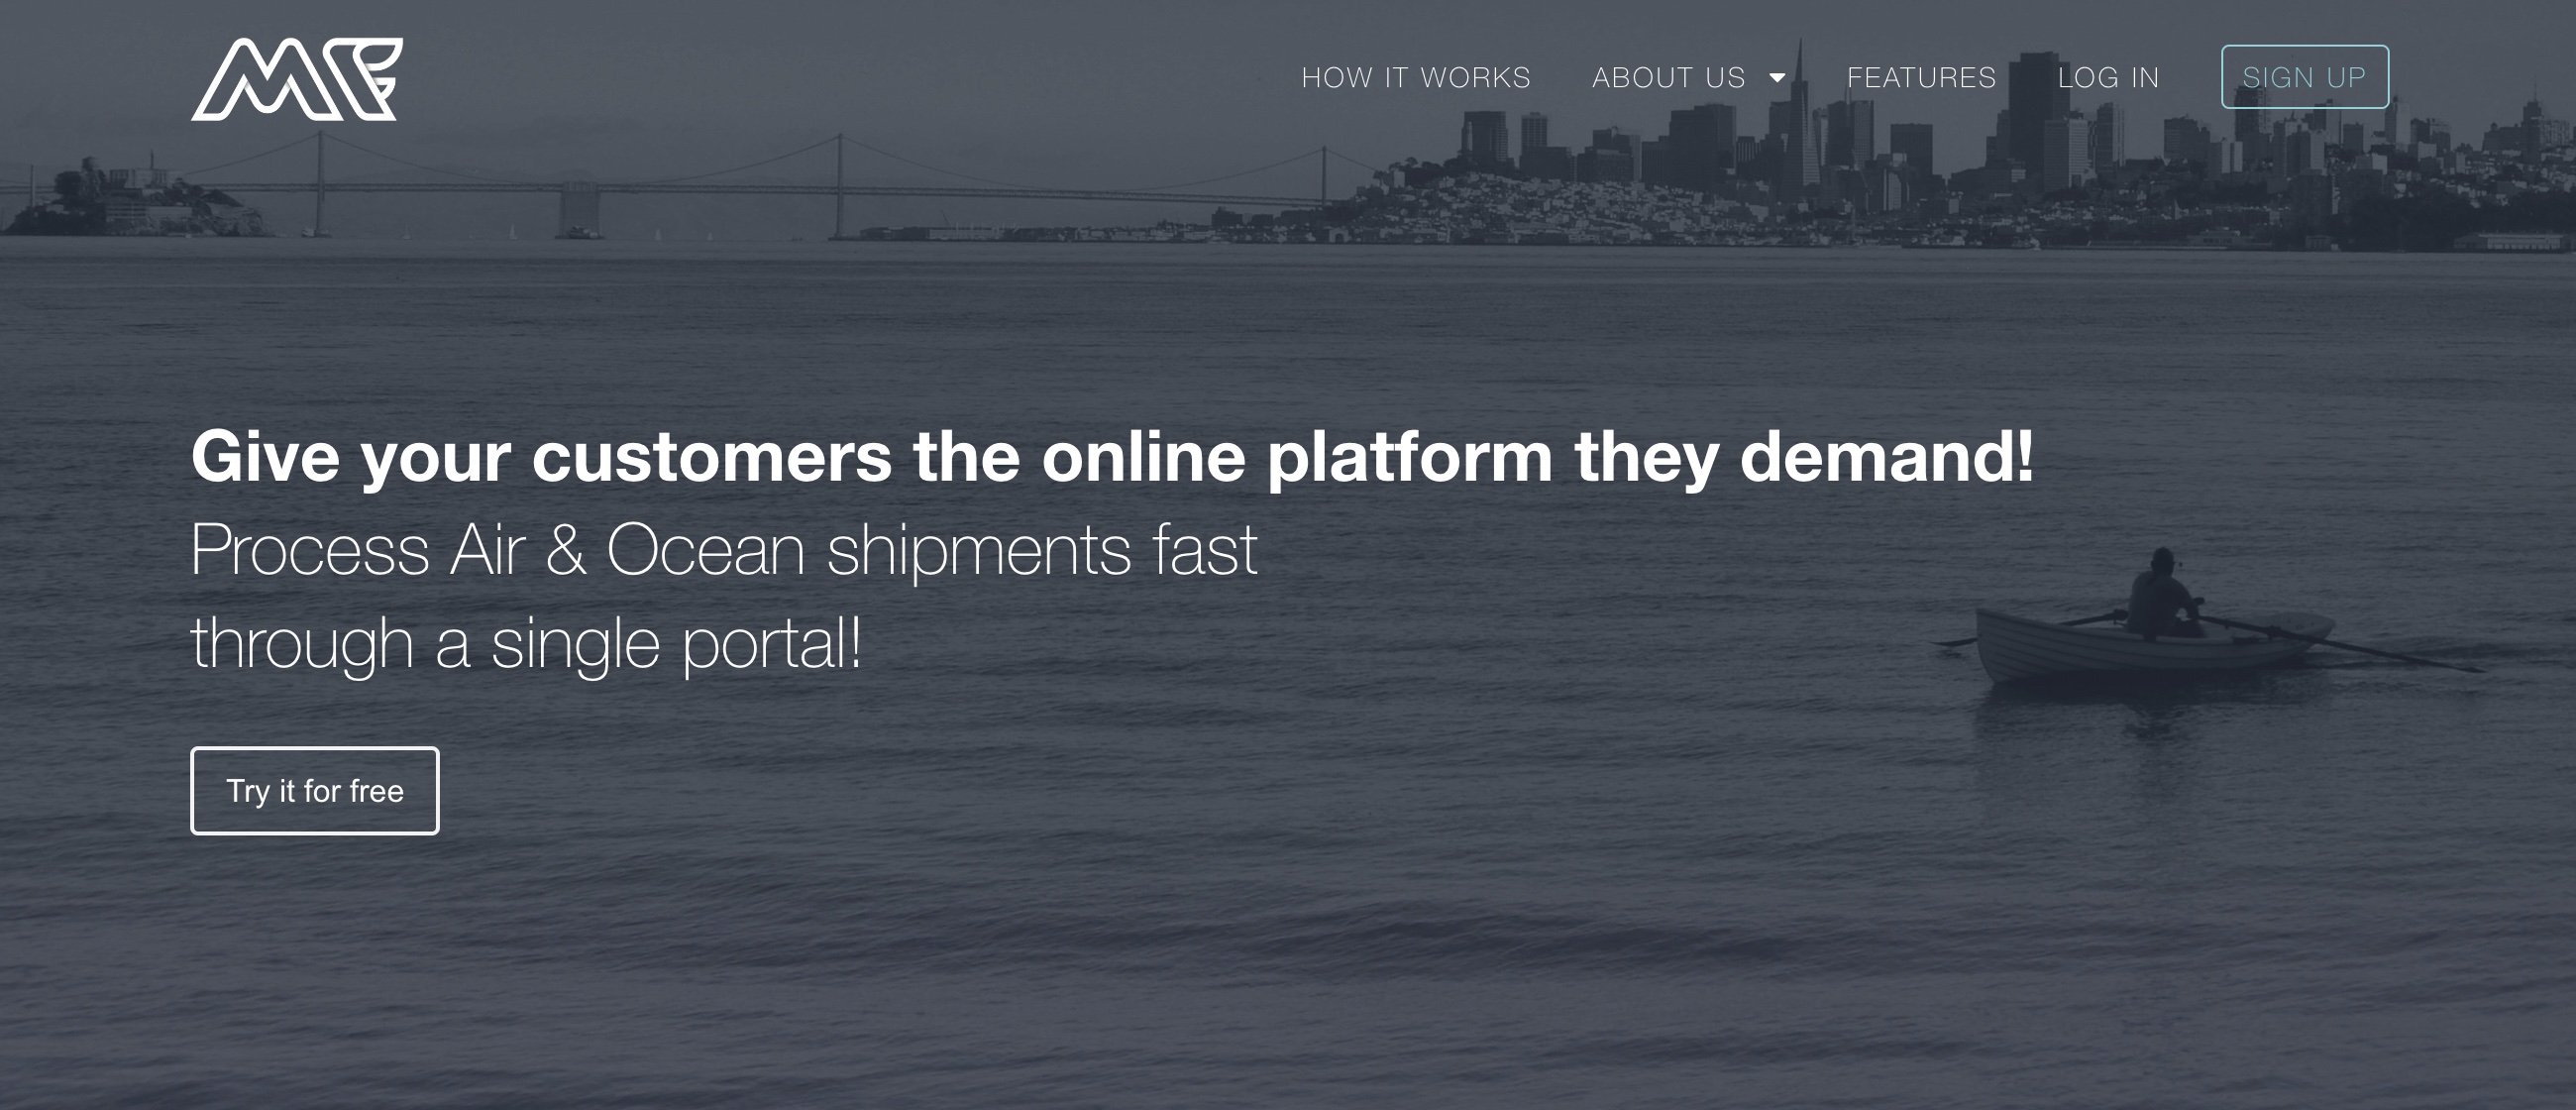 MF
HOW IT WORKS
ABOUT US
FEATURES
LOG IN
SIGN UP
Give your customers the online platform they demand!
Process Air & Ocean shipments fast
through a single portal!
Try it for free